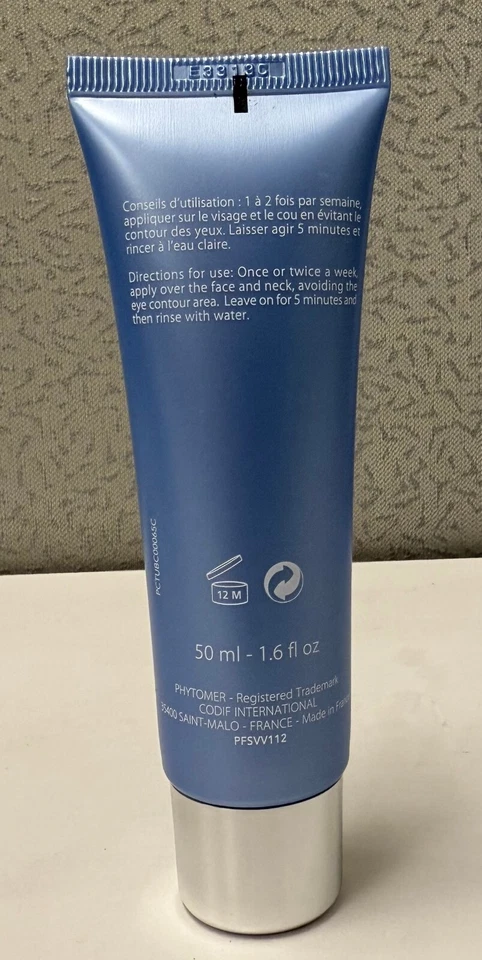 E3313C
Conseils d'utilisation : 1 à 2 fois par semaine,
appliquer sur le visage et le cou en évitant le
contour des yeux. Laisser agir 5 minutes et
rincer à l'eau claire.
Directions for use: Once or twice a week,
apply over the face and neck, avoiding the
eye contour area. Leave on for 5 minutes and
then rinse with water.
PCTUBC00065C
12 M
50 ml - 1.6 fl oz
PHYTOMER - Registered Trademark
CODIF INTERNATIONAL
35400 SAINT-MALO - FRANCE - Made in France
PFSVV112